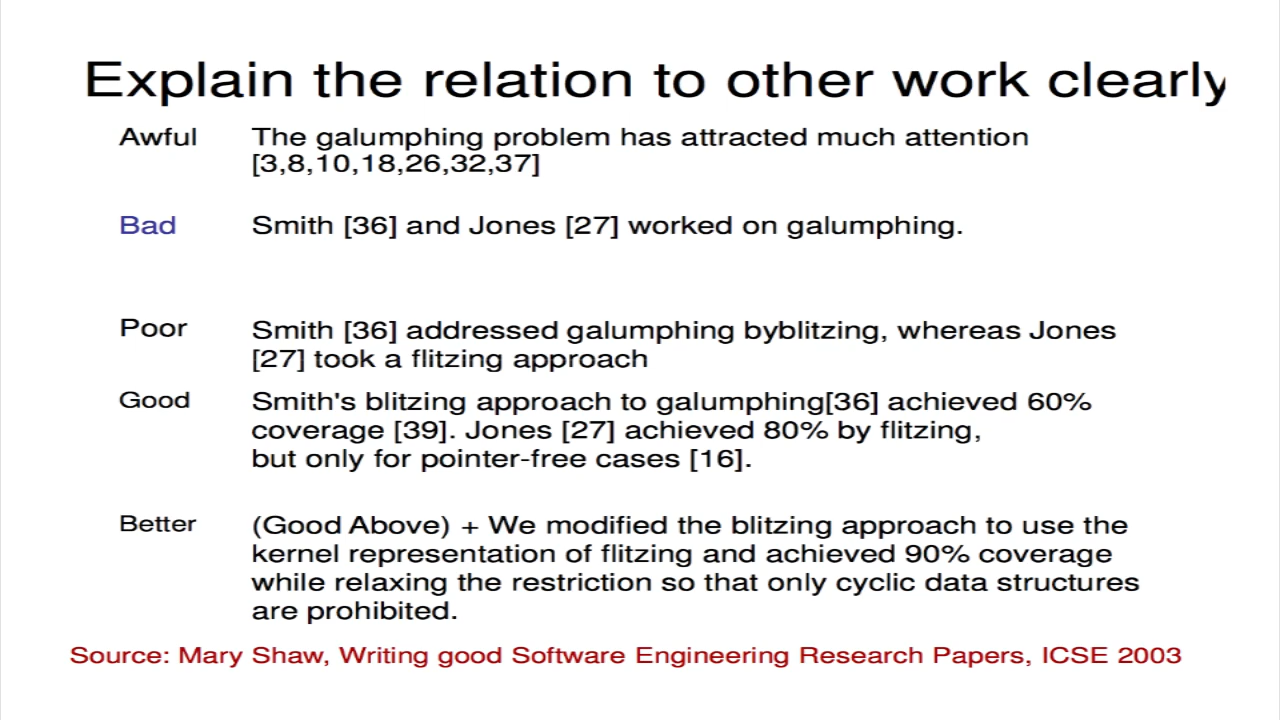 Explain the relation to other work clearly
Awful The galumphing problem has attracted much attention
[3,8,10,18,26,32,37]
Bad Smith [36] and Jones [27] worked on galumphing.
Poor Smith [36] addressed galumphing byblitzing, whereas Jones
[27] took a flitzing approach
Good Smith's blitzing approach to galumphing[36] achieved 60%
coverage [39]. Jones [27] achieved 80% by flitzing,
but only for pointer-free cases [16].
Better (Good Above) + We modified the blitzing approach to use the
kernel representation of flitzing and achieved 90% coverage
while relaxing the restriction so that only cyclic data structures
are prohibited.
Source: Mary Shaw, Writing good Software Engineering Research Papers, ICSE 2003